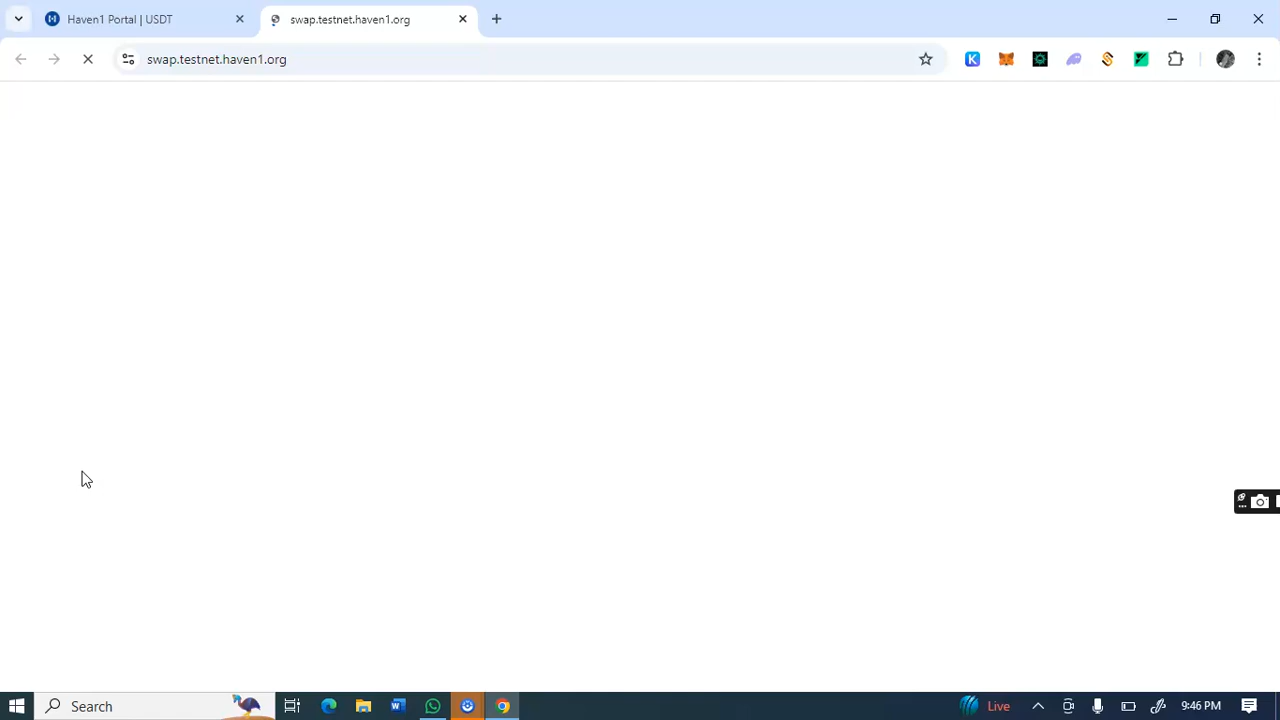 Haven1 Portal | USDT
swap.testnet.haven1.org
swap.testnet.haven1.org
K
Search
Live
9:46 PM